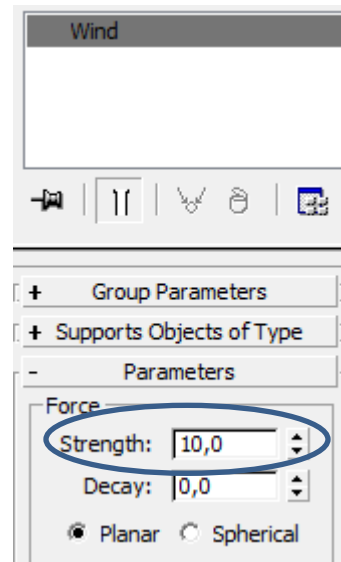 Wind
+ Group Parameters
+ Supports Objects of Type
- Parameters
Force
Strength: 10,0
Decay: 0,0
Planar Spherical